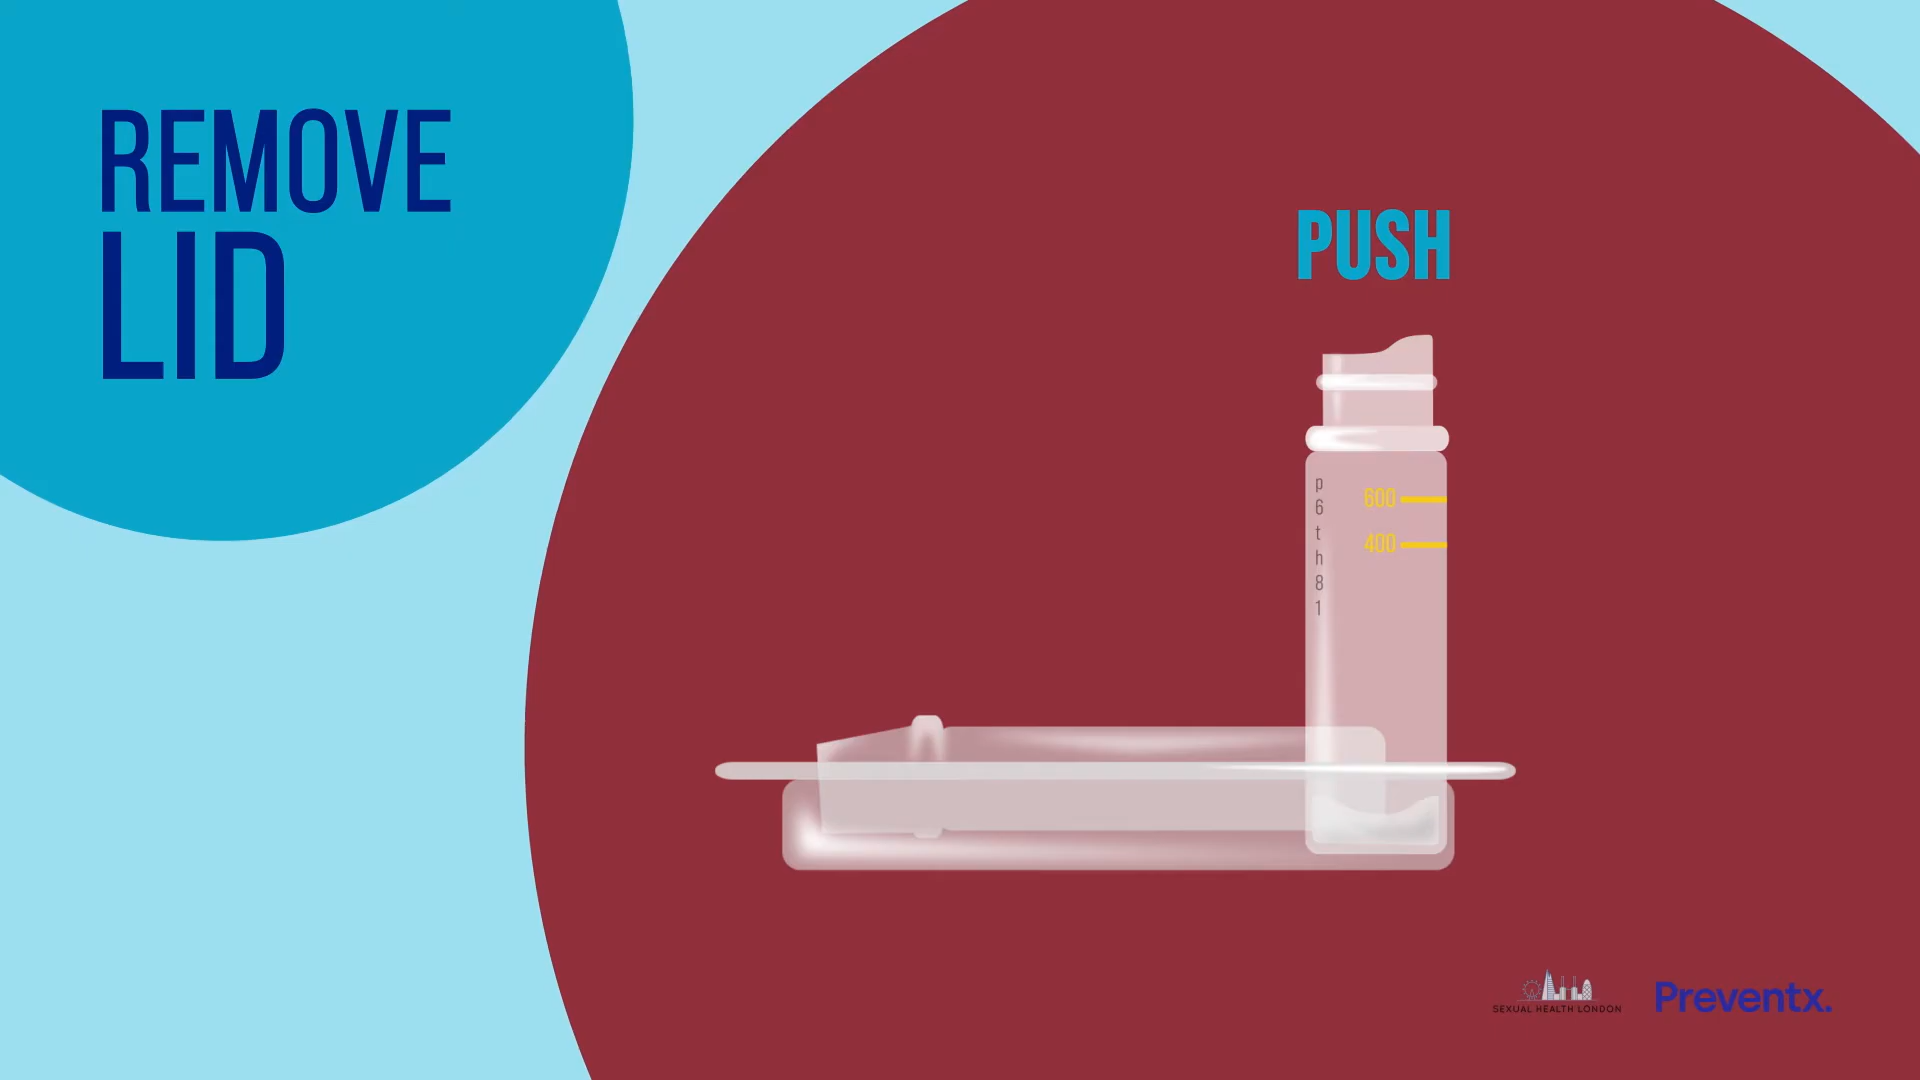 REMOVE
LID
PUSH
600
400
p
6
t
h
8
1
SEXUAL HEALTH LONDON
Preventx.